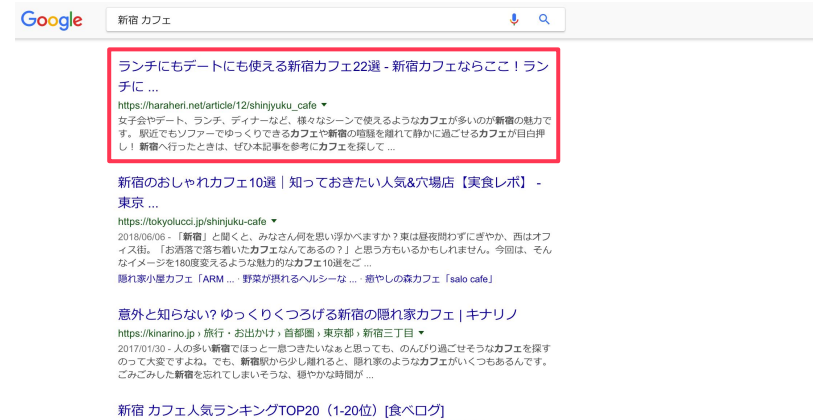 Google
新宿 カフェ
ランチにもデートにも使える新宿カフェ22選 - 新宿カフェならここ！ラン
チに ...
https://haraheri.net/article/12/shinjyuku_cafe ▼
女子会やデート、ランチ、ディナーなど、様々なシーンで使えるようなカフェが多いのが新宿の魅力で
す。 駅近でもソファーでゆっくりできるカフェや新宿の喧騒を離れて静かに過ごせるカフェが目白押
し！ 新宿へ行ったときは、ぜひ本記事を参考にカフェを探して ...
新宿のおしゃれカフェ10選｜知っておきたい人気&穴場店【実食レポ】 -
東京 ...
https://tokyolucci.jp/shinjuku-cafe ▼
2018/06/06 - 「新宿」と聞くと、みなさん何を思い浮かべますか？東は昼夜問わずにぎやか、西はオフ
ィス街。「お洒落で落ち着いたカフェなんてあるの？」と思う方もいるかもしれません。今回は、そん
なイメージを180度変えるような魅力的なカフェ10選をご ...
隠れ家小屋カフェ「ARM ... · 野菜が摂れるヘルシーな ... · 癒やしの森カフェ「salo cafe」
意外と知らない? ゆっくりくつろげる新宿の隠れ家カフェ | キナリノ
https://kinarino.jp › 旅行・お出かけ › 首都圏 › 東京都 › 新宿三丁目 ▼
2017/01/30 - 人の多い新宿でほっと一息つきたいなぁと思っても、のんびり過ごせそうなカフェを探す
のって大変ですよね。でも、新宿駅から少し離れると、隠れ家のようなカフェがいくつもあるんです。
ごみごみした新宿を忘れてしまいそうな、穏やかな時間が ...
新宿 カフェ人気ランキングTOP20（1-20位）[食べログ]